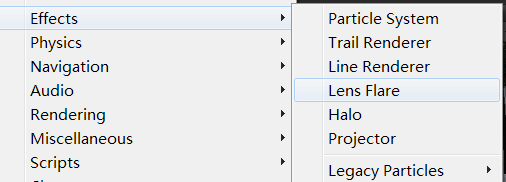 Effects
Physics
Navigation
Audio
Rendering
Miscellaneous
Scripts
Particle System
Trail Renderer
Line Renderer
Lens Flare
Halo
Projector
Legacy Particles